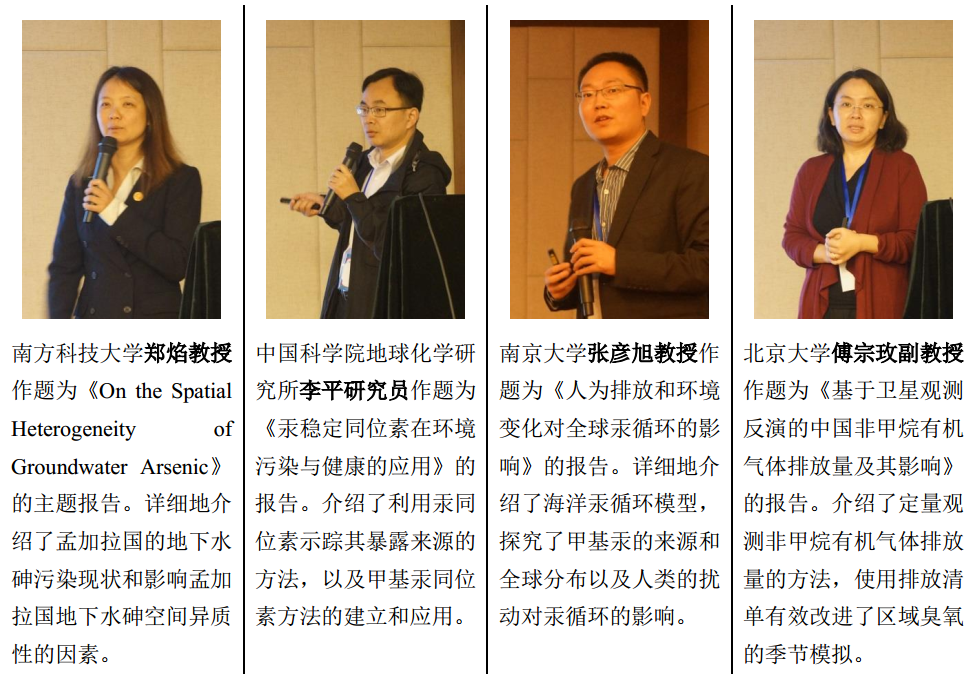 南方科技大学郑焰教授
作题为《On the Spatial
Heterogeneity of
Groundwater Arsenic》
的主题报告。详细地介
绍了孟加拉国的地下水
砷污染现状和影响孟加
拉国地下水砷空间异质
性的因素。
中国科学院地球化学研
究所李平研究员作题为
《汞稳定同位素在环境
污染与健康的应用》的
报告。介绍了利用汞同
位素示踪其暴露来源的
方法，以及甲基汞同位
素方法的建立和应用。
南京大学张彦旭教授作
题为《人为排放和环境
变化对全球汞循环的影
响》的报告。详细地介
绍了海洋汞循环模型，
探究了甲基汞的来源和
全球分布以及人类的扰
动对汞循环的影响。
北京大学傅宗玫副教授
作题为《基于卫星观测
反演的中国非甲烷有机
气体排放量及其影响》
的报告。介绍了定量观
测非甲烷有机气体排放
量的方法，使用排放清
单有效改进了区域臭氧
的季节模拟。